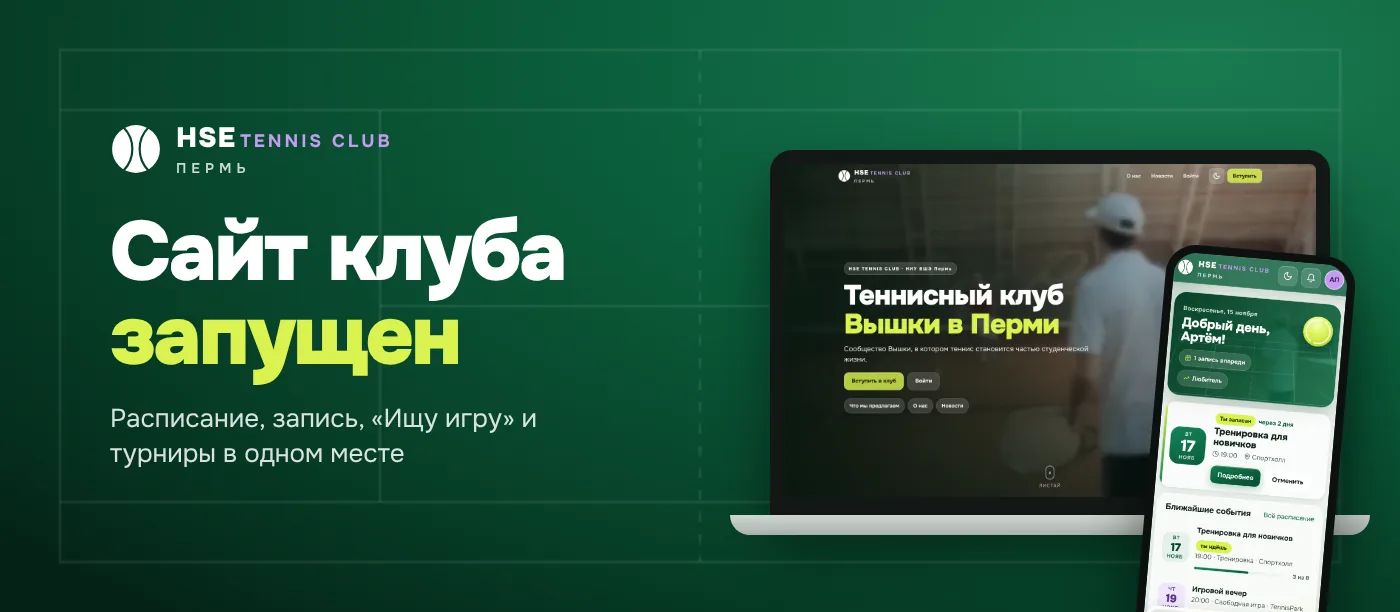 HSE TENNIS CLUB
ПЕРМЬ
Сайт клуба
запущен
Расписание, запись, «Ищу игру» и
турниры в одном месте
HSE TENNIS CLUB
ПЕРМЬ
О нас Новости Войти Вступить
HSE TENNIS CLUB · НИУ ВШЭ Пермь
Теннисный клуб
Вышки в Перми
Сообщество Вышки, в котором теннис становится частью студенческой
жизни.
Вступить в клуб Войти
Что мы предлагаем О нас Новости
ЛИСТАЙ
HSE TENNIS CLUB
ПЕРМЬ
АП
Воскресенье, 15 ноября
Добрый день,
Артём!
1 запись впереди
Любитель
Ты записан через 2 дня
ВТ
17
НОЯБ
Тренировка для
новичков
19:00 Спортхолл
Подробнее Отменить
Ближайшие события Всё расписание
ВТ
17
НОЯБ
Тренировка для новичков
ты идёшь
19:00 · Тренировка · Спортхолл
3 из 8
ЧТ
19
Игровой вечер
20:00 · Свободная игра · TennisPark